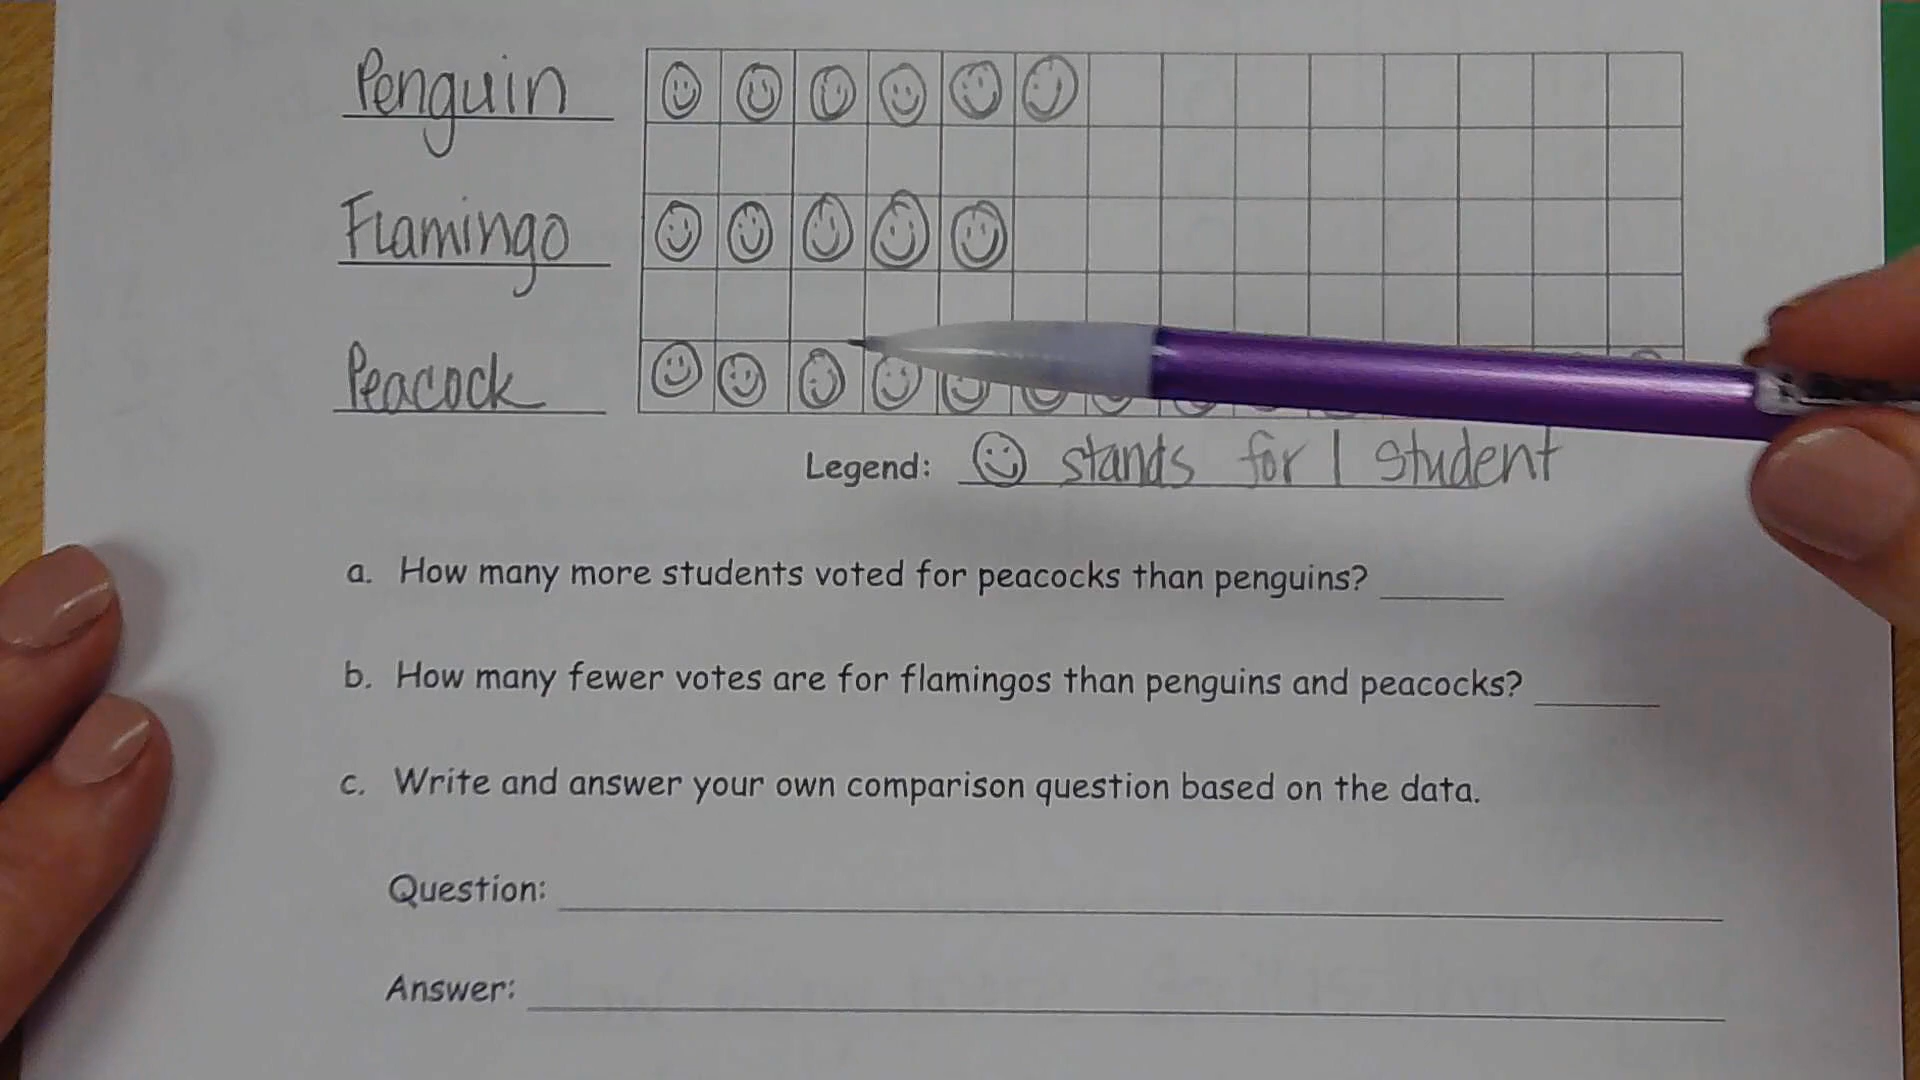 Penguin
Flamingo
Peacock
Legend: stands for 1 student
a. How many more students voted for peacocks than penguins?
b. How many fewer votes are for flamingos than penguins and peacocks?
c. Write and answer your own comparison question based on the data.
Question:
Answer: